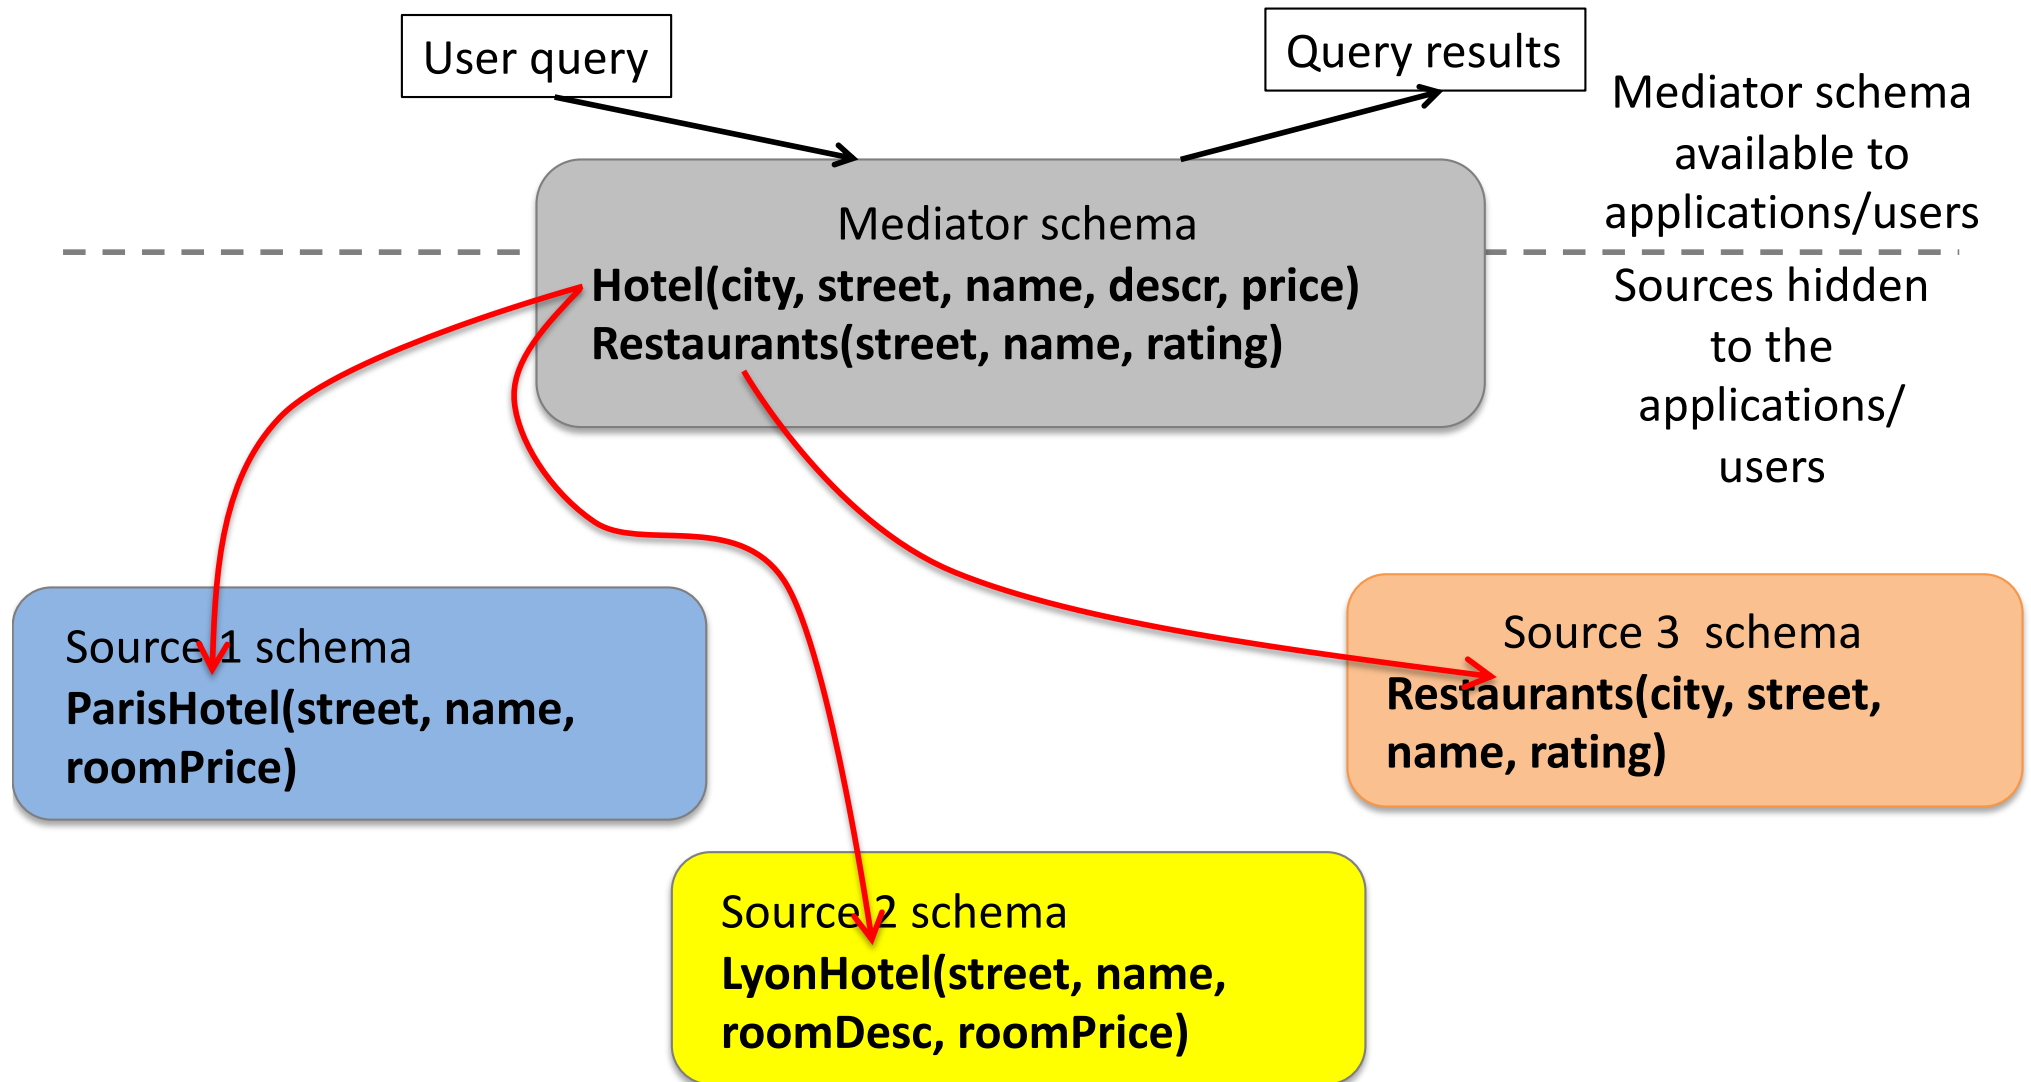 User query
Query results
Mediator schema
available to
applications/users
Mediator schema
Hotel(city, street, name, descr, price)
Restaurants(street, name, rating)
Sources hidden
to the
applications/
users
Source 1 schema
ParisHotel(street, name,
roomPrice)
Source 3  schema
Restaurants(city, street,
name, rating)
Source 2 schema
LyonHotel(street, name,
roomDesc, roomPrice)